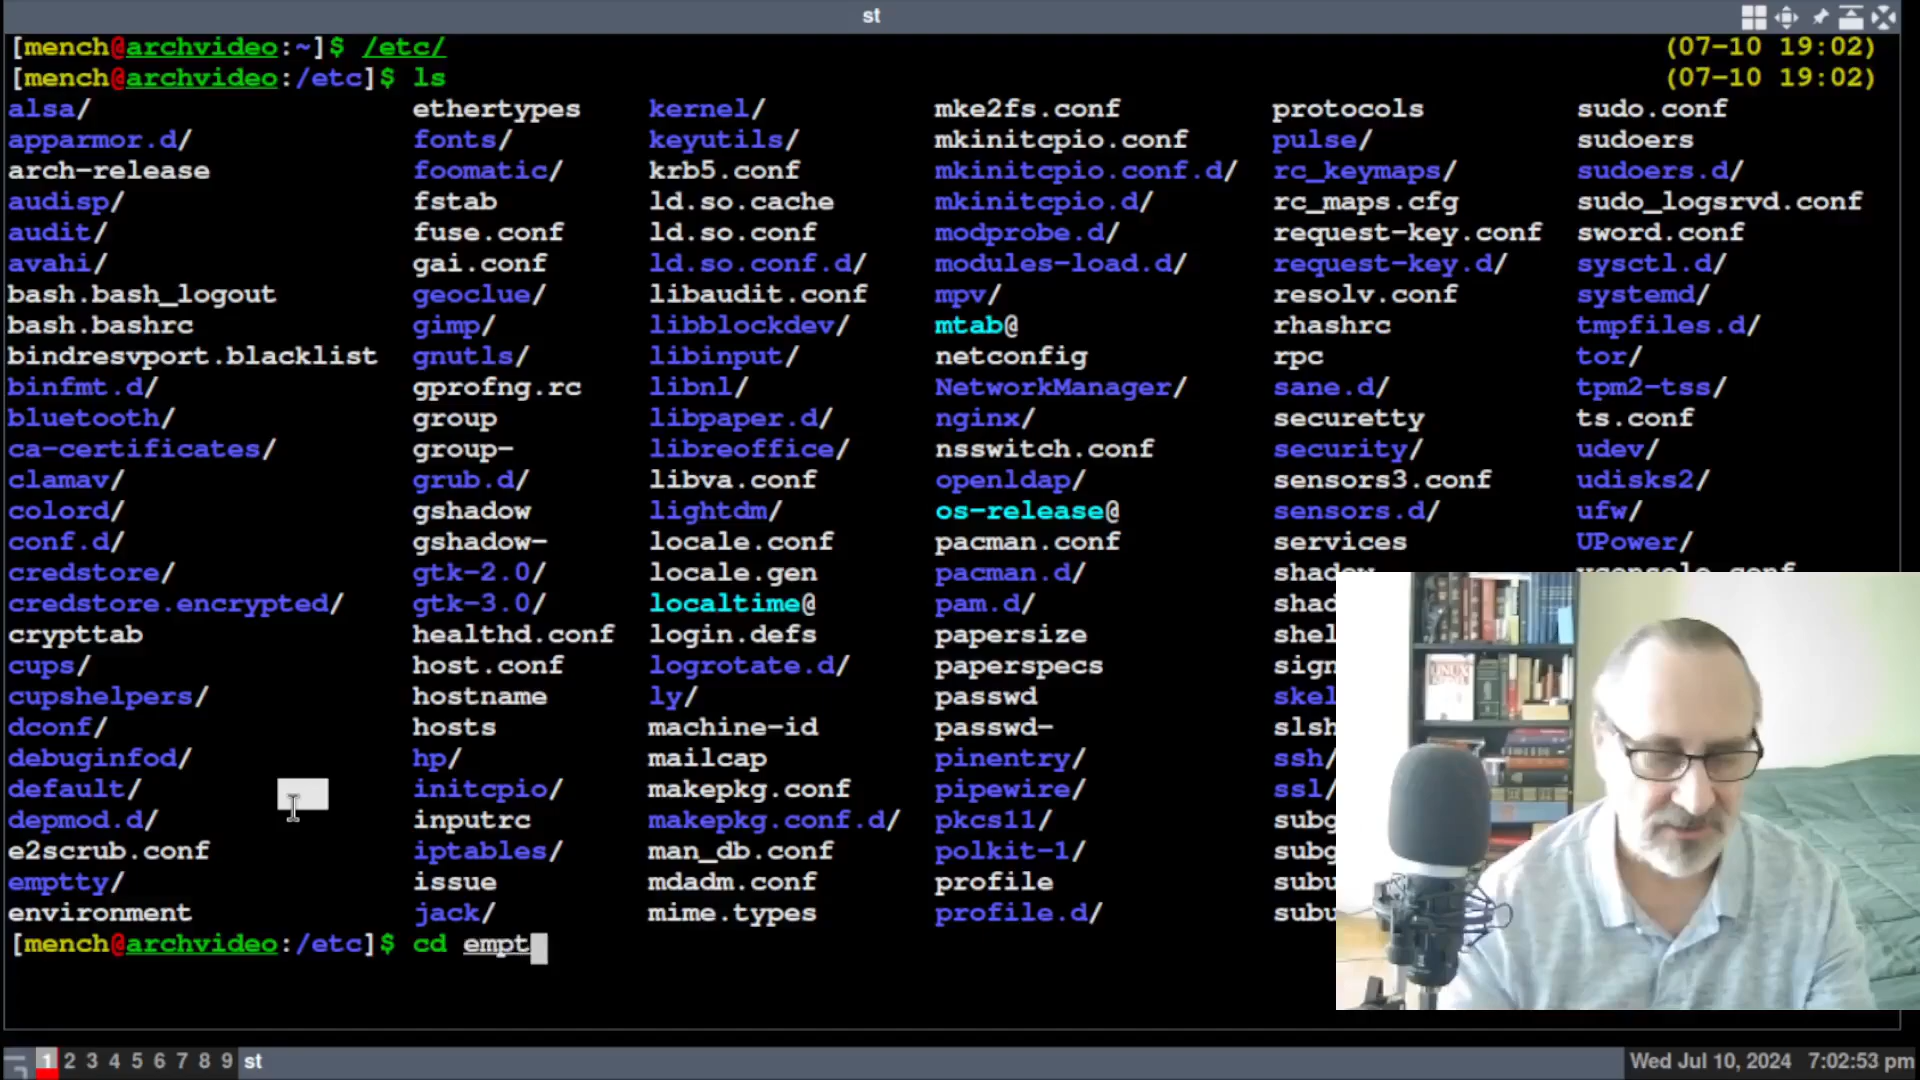 st
[mench@archvideo:~]$ /etc/ (07-10 19:02)
[mench@archvideo:/etc]$ ls (07-10 19:02)
alsa/ ethertypes kernel/ mke2fs.conf protocols sudo.conf
apparmor.d/ fonts/ keyutils/ mkinitcpio.conf pulse/ sudoers
arch-release foomatic/ krb5.conf mkinitcpio.conf.d/ rc_keymaps/ sudoers.d/
audisp/ fstab ld.so.cache mkinitcpio.d/ rc_maps.cfg sudo_logsrvd.conf
audit/ fuse.conf ld.so.conf modprobe.d/ request-key.conf sword.conf
avahi/ gai.conf ld.so.conf.d/ modules-load.d/ request-key.d/ sysctl.d/
bash.bash_logout geoclue/ libaudit.conf mpv/ resolv.conf systemd/
bash.bashrc gimp/ libblockdev/ mtab@ rhashrc tmpfiles.d/
bindresvport.blacklist gnutls/ libinput/ netconfig rpc tor/
binfmt.d/ gprofng.rc libnl/ NetworkManager/ sane.d/ tpm2-tss/
bluetooth/ group libpaper.d/ nginx/ securetty ts.conf
ca-certificates/ group- libreoffice/ nsswitch.conf security/ udev/
clamav/ grub.d/ libva.conf openldap/ sensors3.conf udisks2/
colord/ gshadow lightdm/ os-release@ sensors.d/ ufw/
conf.d/ gshadow- locale.conf pacman.conf services UPower/
credstore/ gtk-2.0/ locale.gen pacman.d/ shadow vconsole.conf
credstore.encrypted/ gtk-3.0/ localtime@ pam.d/ shad
crypttab healthd.conf login.defs papersize shel
cups/ host.conf logrotate.d/ paperspecs sign
cupshelpers/ hostname ly/ passwd skel
dconf/ hosts machine-id passwd- slsh
debuginfod/ hp/ mailcap pinentry/ ssh/
default/ initcpio/ makepkg.conf pipewire/ ssl/
depmod.d/ inputrc makepkg.conf.d/ pkcs11/ subg
e2scrub.conf iptables/ man_db.conf polkit-1/ subg
emptty/ issue mdadm.conf profile subu
environment jack/ mime.types profile.d/ subu
[mench@archvideo:/etc]$ cd empt
1 2 3 4 5 6 7 8 9 st Wed Jul 10, 2024 7:02:53 pm